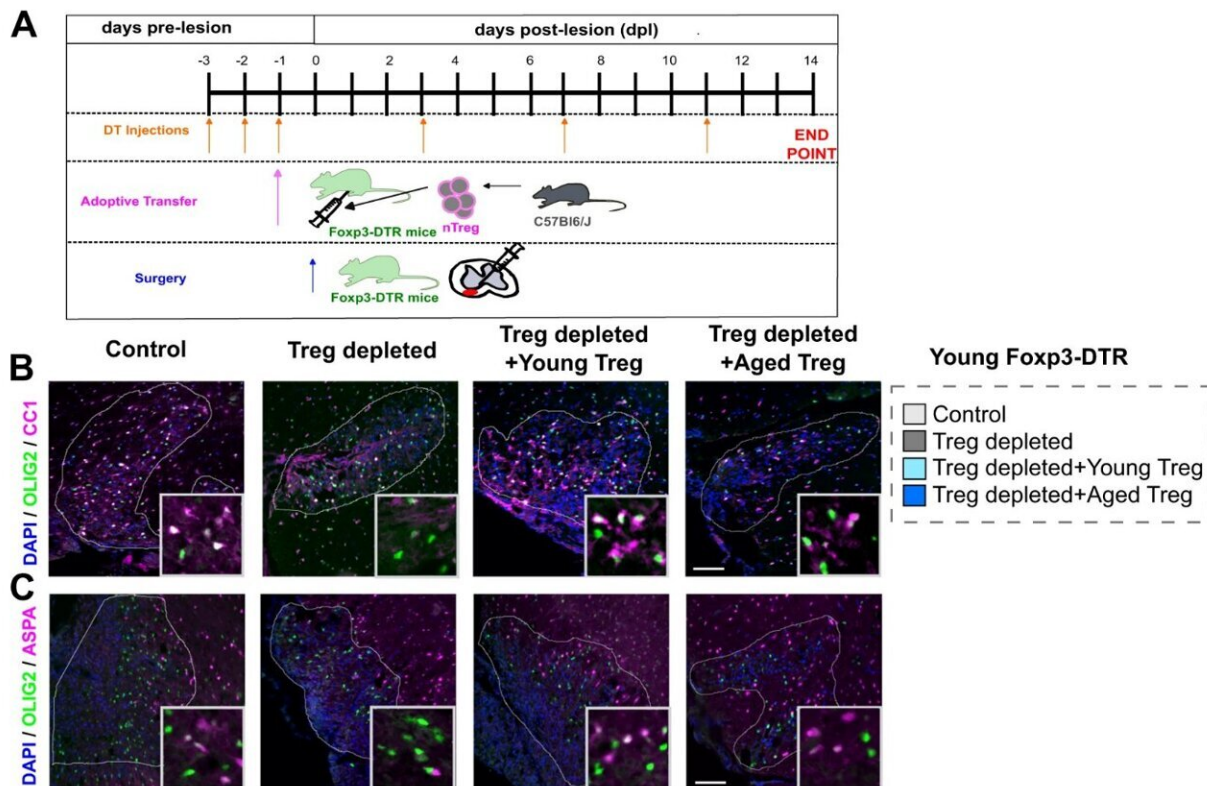 A
days pre-lesion
days post-lesion (dpl)
-3 -2 -1 0 2 4 6 8 10 12 14
DT Injections
END
POINT
Adoptive Transfer
Foxp3-DTR mice
nTreg
C57Bl6/J
Surgery
Foxp3-DTR mice
Control
Treg depleted
Treg depleted
+Young Treg
Treg depleted
+Aged Treg
Young Foxp3-DTR
B
DAPI / OLIG2 / CC1
Control
Treg depleted
Treg depleted+Young Treg
Treg depleted+Aged Treg
C
DAPI / OLIG2 / ASPA